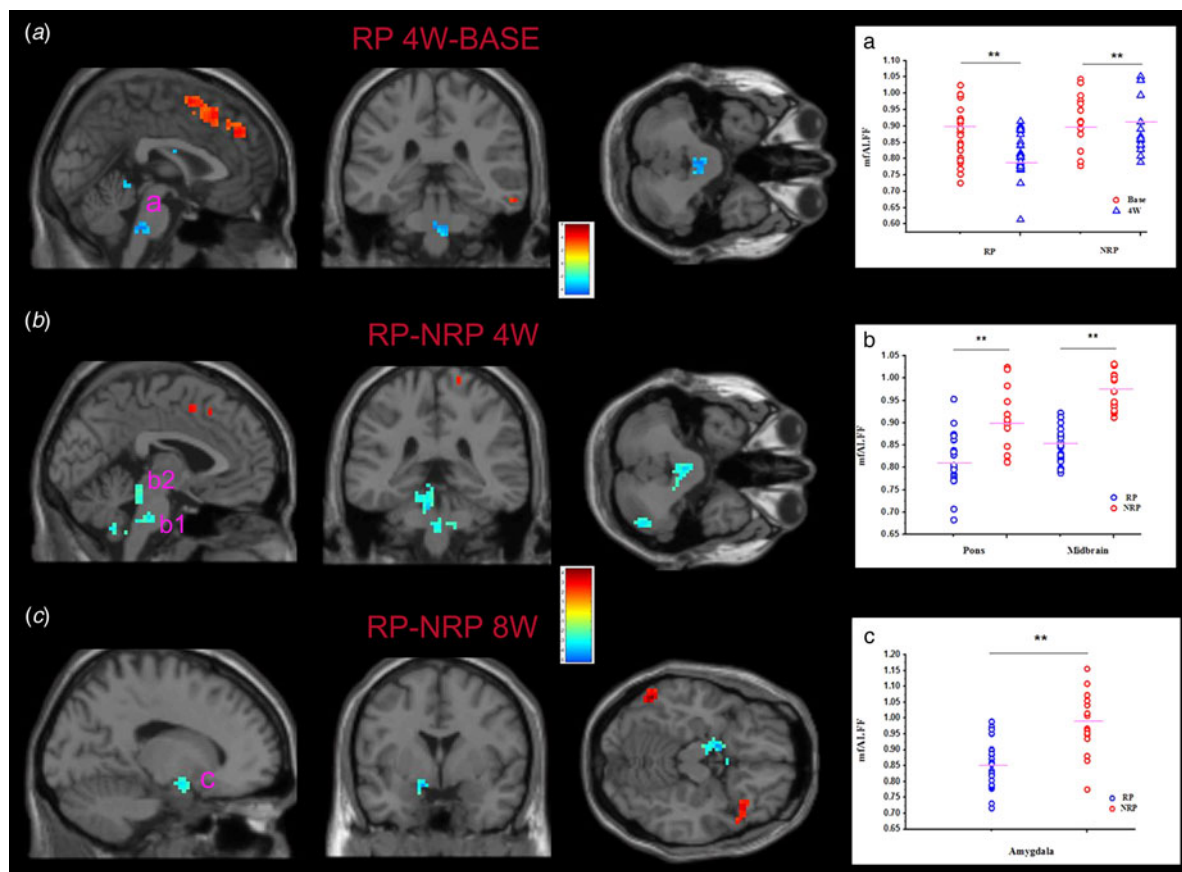 (a)
RP 4W-BASE
a
a
**
**
mfALFF
1.10
1.05
1.00
0.95
0.90
0.85
0.80
0.75
0.70
0.65
0.60
Base
4W
RP
NRP
(b)
RP-NRP 4W
b2
b1
b
**
**
mfALFF
1.05
1.00
0.95
0.90
0.85
0.80
0.75
0.70
0.65
RP
NRP
Pons
Midbrain
(c)
RP-NRP 8W
c
c
**
mfALFF
1.20
1.15
1.10
1.05
1.00
0.95
0.90
0.85
0.80
0.75
0.70
0.65
RP
NRP
Amygdala